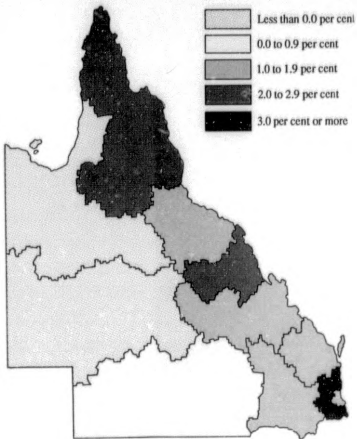 Less than 0.0 per cent
0.0 to 0.9 per cent
1.0 to 1.9 per cent
2.0 to 2.9 per cent
3.0 per cent or more